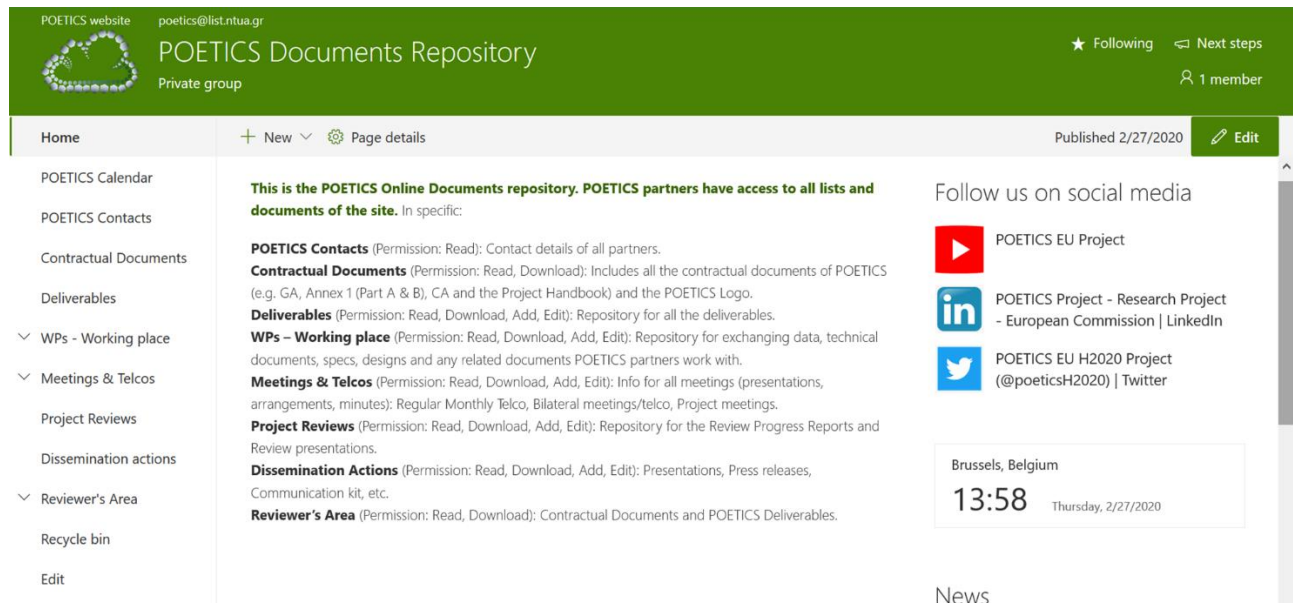 POETICS website poetics@list.ntua.gr
POETICS Documents Repository
Private group
Following Next steps
1 member
Home
POETICS Calendar
POETICS Contacts
Contractual Documents
Deliverables
WPs - Working place
Meetings & Telcos
Project Reviews
Dissemination actions
Reviewer's Area
Recycle bin
Edit
New Page details
Published 2/27/2020 Edit
This is the POETICS Online Documents repository. POETICS partners have access to all lists and
documents of the site. In specific:
POETICS Contacts (Permission: Read): Contact details of all partners.
Contractual Documents (Permission: Read, Download): Includes all the contractual documents of POETICS
(e.g. GA, Annex 1 (Part A & B), CA and the Project Handbook) and the POETICS Logo.
Deliverables (Permission: Read, Download, Add, Edit): Repository for all the deliverables.
WPs – Working place (Permission: Read, Download, Add, Edit): Repository for exchanging data, technical
documents, specs, designs and any related documents POETICS partners work with.
Meetings & Telcos (Permission: Read, Download, Add, Edit): Info for all meetings (presentations,
arrangements, minutes): Regular Monthly Telco, Bilateral meetings/telco, Project meetings.
Project Reviews (Permission: Read, Download, Add, Edit): Repository for the Review Progress Reports and
Review presentations.
Dissemination Actions (Permission: Read, Download, Add, Edit): Presentations, Press releases,
Communication kit, etc.
Reviewer's Area (Permission: Read, Download): Contractual Documents and POETICS Deliverables.
Follow us on social media
POETICS EU Project
in
POETICS Project - Research Project
- European Commission | LinkedIn
POETICS EU H2020 Project
(@poeticsH2020) | Twitter
Brussels, Belgium
13:58 Thursday, 2/27/2020
News